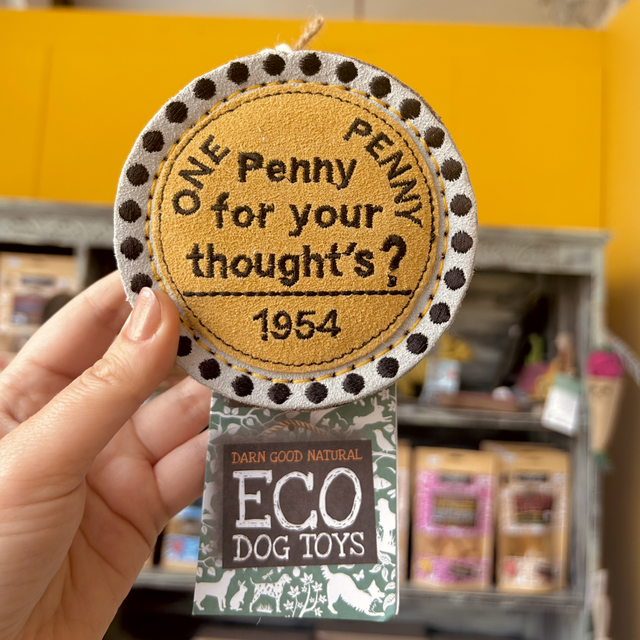 ONE PENNY
Penny
for your
thought's?
1954
DARN GOOD NATURAL
ECO
DOG TOYS